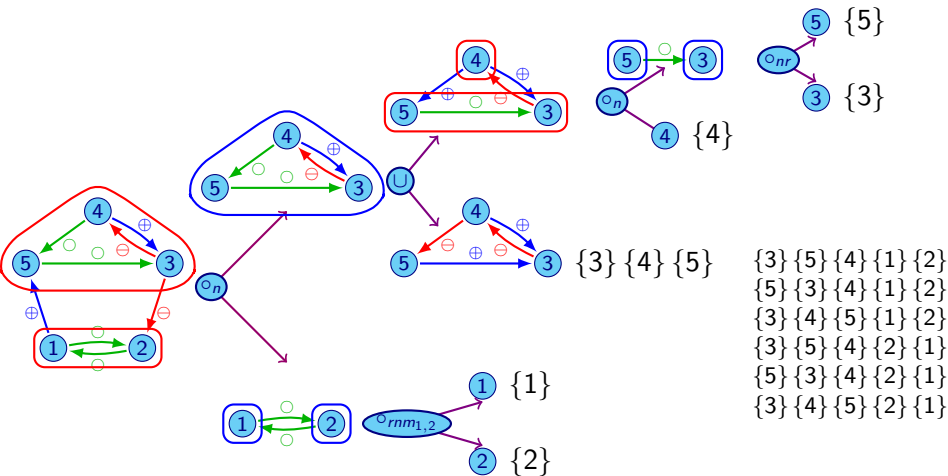 5 {5}
4 5 3 ∘nr
⊕ ⊕ ○ ⊖ ○
5 3 ∘n 3 {3}
4 4 {4}
⊕ ○ ○ ⊖
5 3 ∪
4 4
⊕ ○ ○ ⊖ ⊕ ⊖ ⊕ ⊖
5 3 5 3 {3} {4} {5}
∘n
⊕ ⊖
○
1 2
○
{3} {5} {4} {1} {2}
{5} {3} {4} {1} {2}
{3} {4} {5} {1} {2}
{3} {5} {4} {2} {1}
{5} {3} {4} {2} {1}
{3} {4} {5} {2} {1}
1 {1}
○
1 2 ∘rnm1,2
○
2 {2}